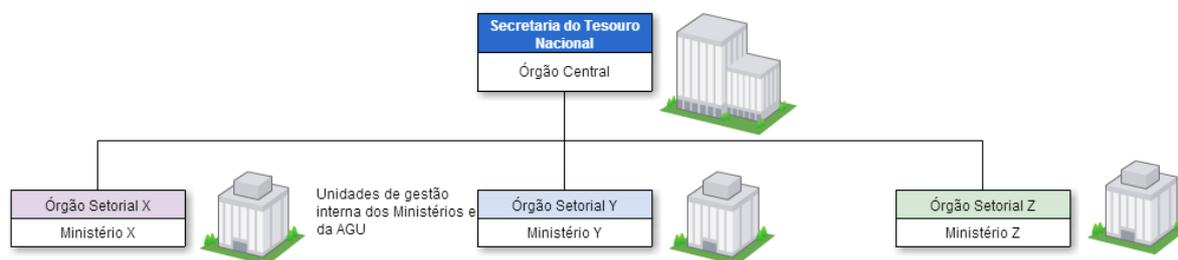 Secretaria do Tesouro
Nacional
Órgão Central
Órgão Setorial X
Ministério X
Unidades de gestão
interna dos Ministérios e
da AGU
Órgão Setorial Y
Ministério Y
Órgão Setorial Z
Ministério Z